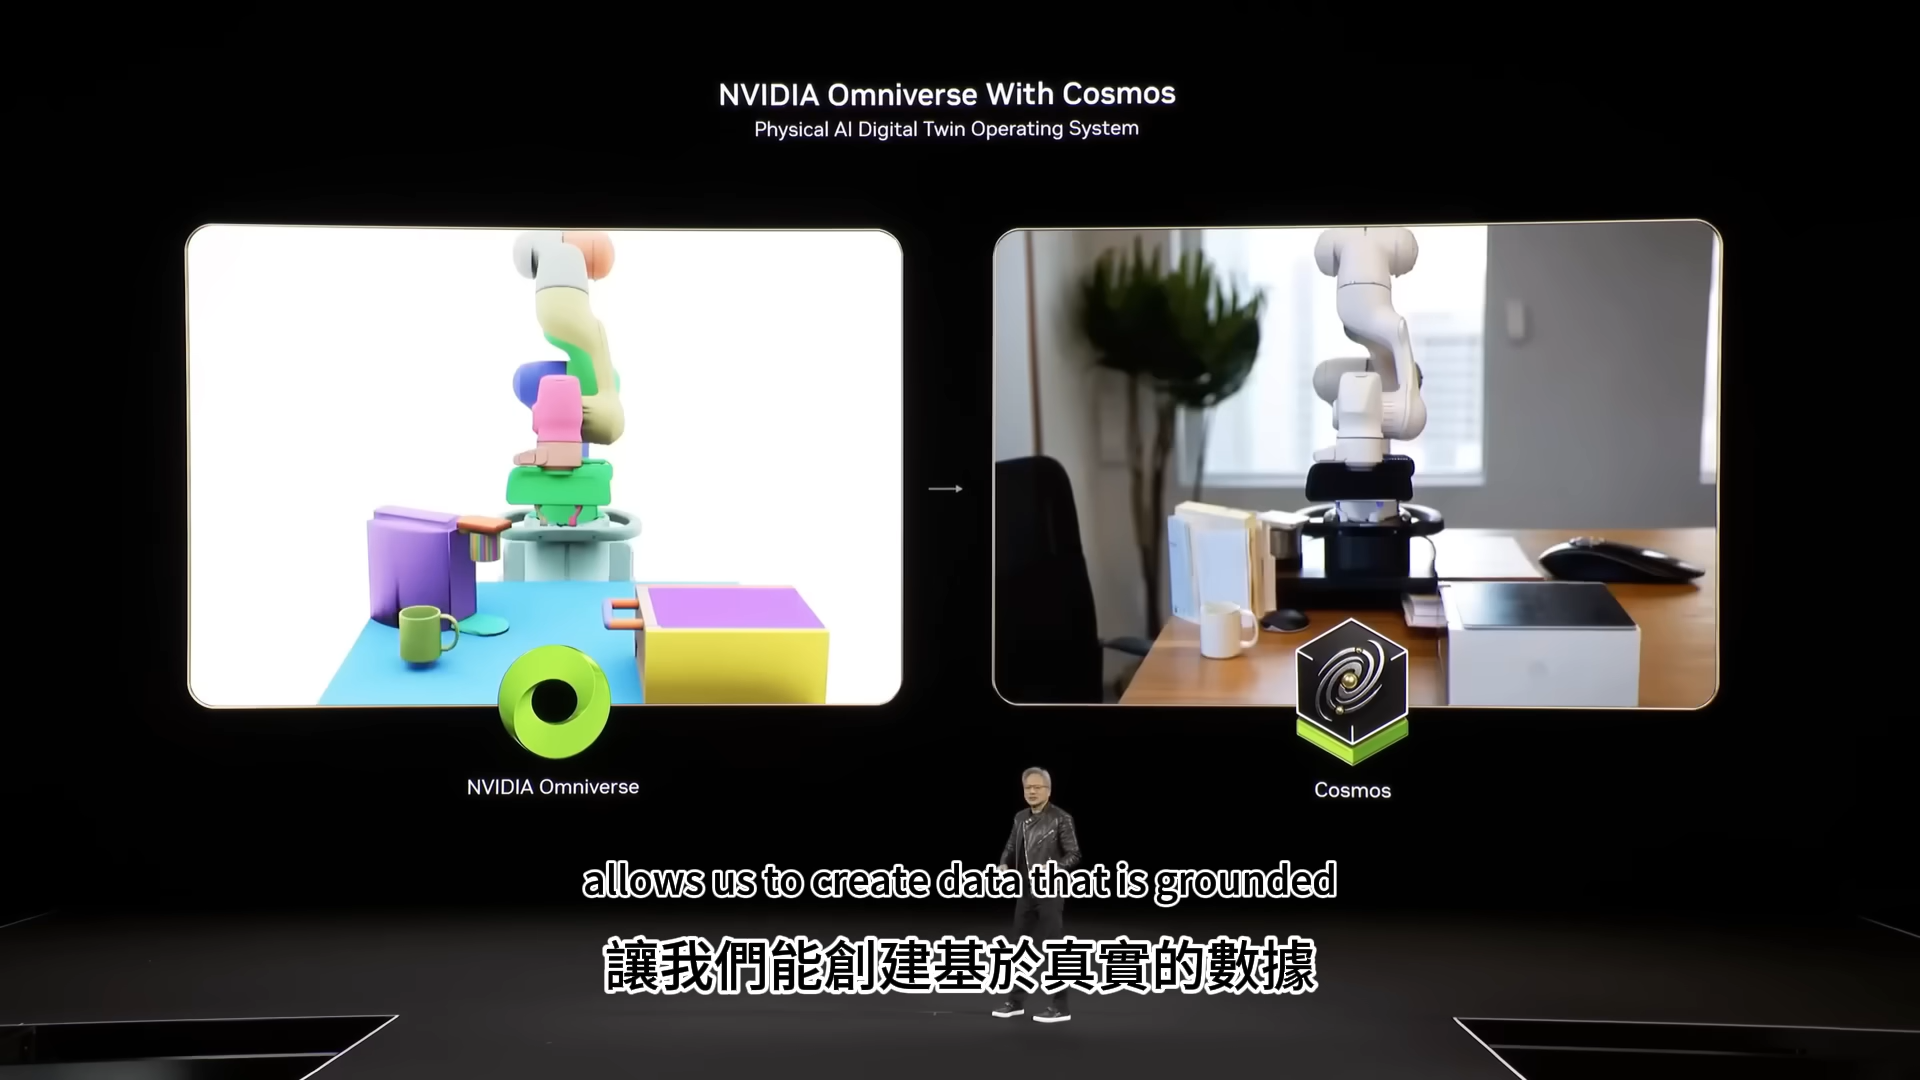 NVIDIA Omniverse With Cosmos
Physical AI Digital Twin Operating System
NVIDIA Omniverse
Cosmos
allows us to create data that is grounded
讓我們能創建基於真實的數據